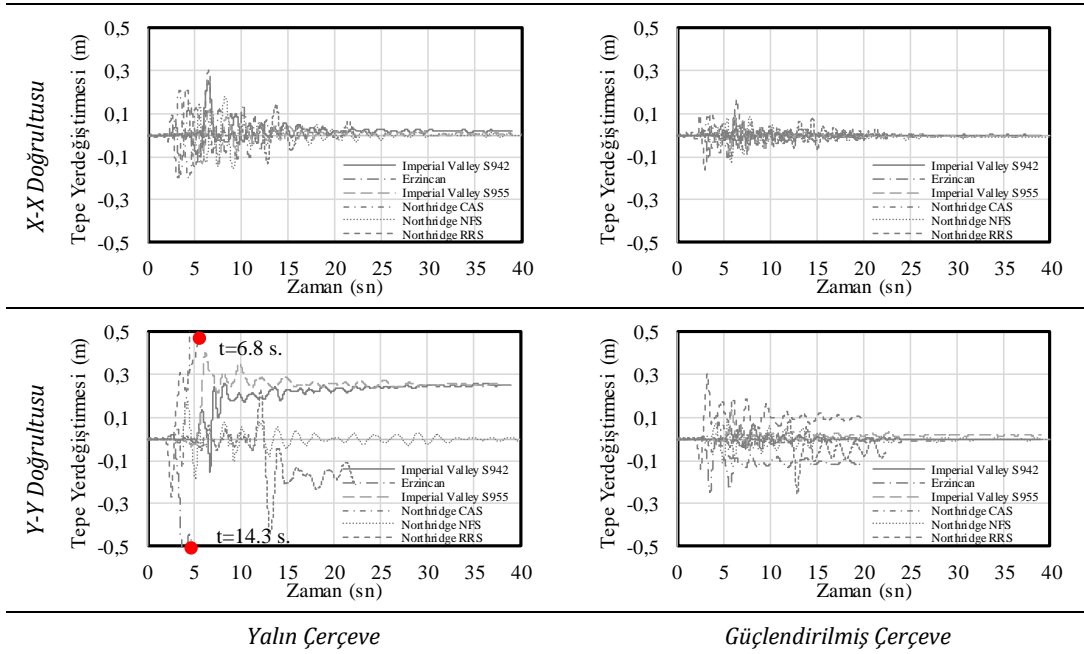 X-X Doğrultusu
Tepe Yerdeğiştirmesi (m)
0,5
0,3
0,1
-0,1
-0,3
-0,5
Imperial Valley S942
Erzincan
Imperial Valley S955
Northridge CAS
Northridge NFS
Northridge RRS
0 5 10 15 20 25 30 35 40
Zaman (sn)
Tepe Yerdeğiştirmesi (m)
0,5
0,3
0,1
-0,1
-0,3
-0,5
Imperial Valley S942
Erzincan
Imperial Valley S955
Northridge CAS
Northridge NFS
Northridge RRS
0 5 10 15 20 25 30 35 40
Zaman (sn)
Y-Y Doğrultusu
Tepe Yerdeğiştirmesi (m)
0,5
0,3
0,1
-0,1
-0,3
-0,5
t=6.8 s.
t=14.3 s.
Imperial Valley S942
Erzincan
Imperial Valley S955
Northridge CAS
Northridge NFS
Northridge RRS
0 5 10 15 20 25 30 35 40
Zaman (sn)
Tepe Yerdeğiştirmesi (m)
0,5
0,3
0,1
-0,1
-0,3
-0,5
Imperial Valley S942
Erzincan
Imperial Valley S955
Northridge CAS
Northridge NFS
Northridge RRS
0 5 10 15 20 25 30 35 40
Zaman (sn)
Yalın Çerçeve
Güçlendirilmiş Çerçeve